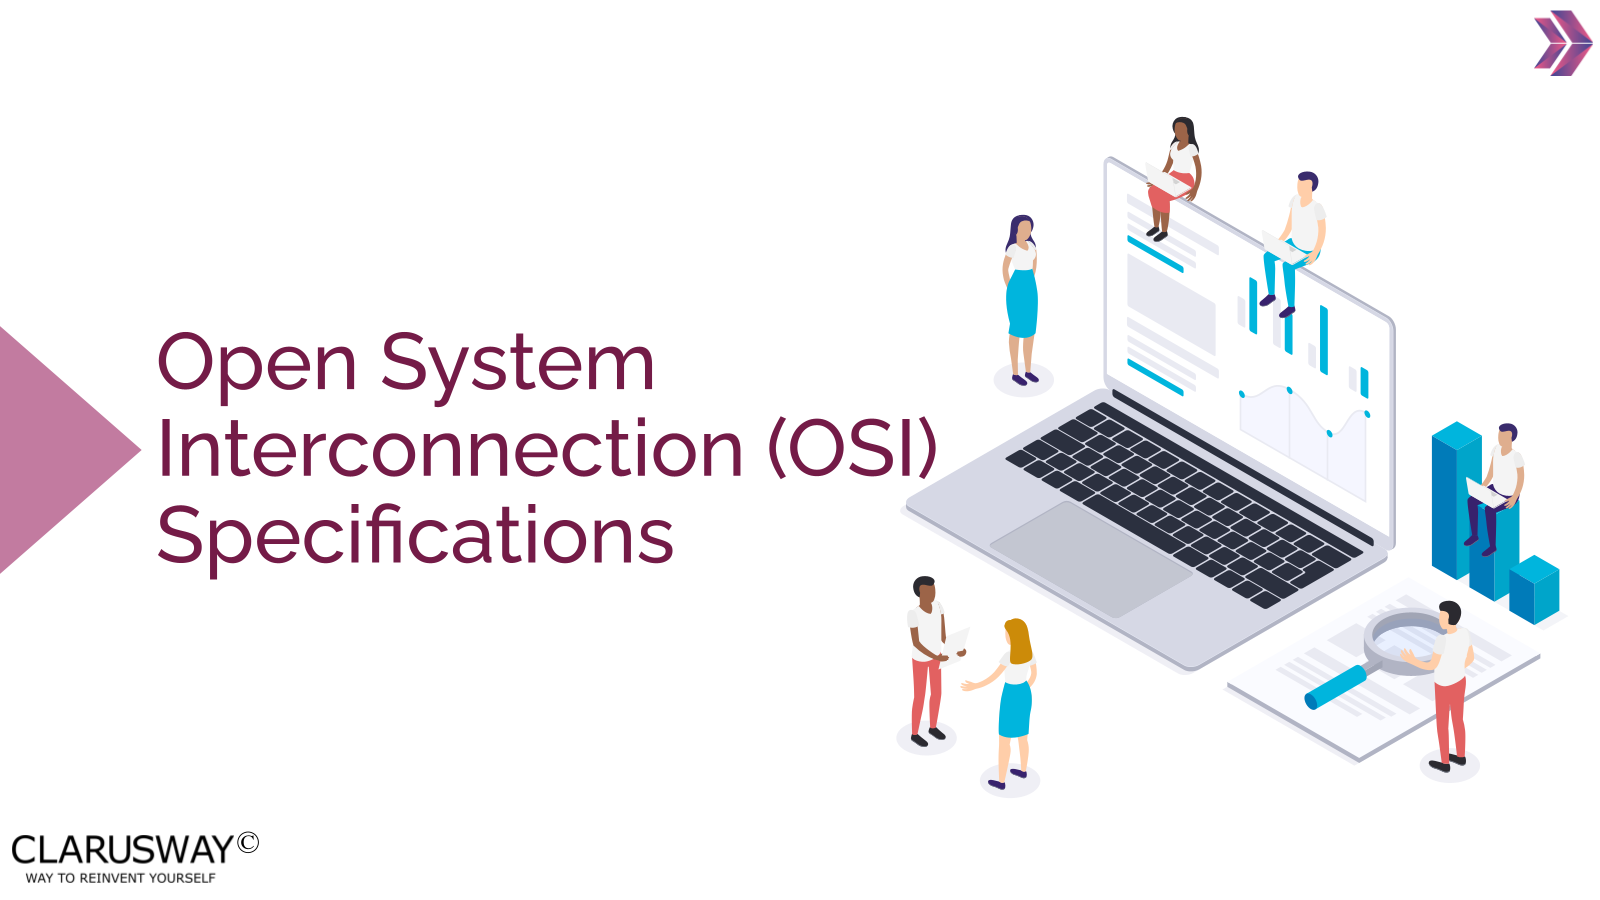 Open System
Interconnection (OSI)
Specifications
CLARUSWAY©
WAY TO REINVENT YOURSELF